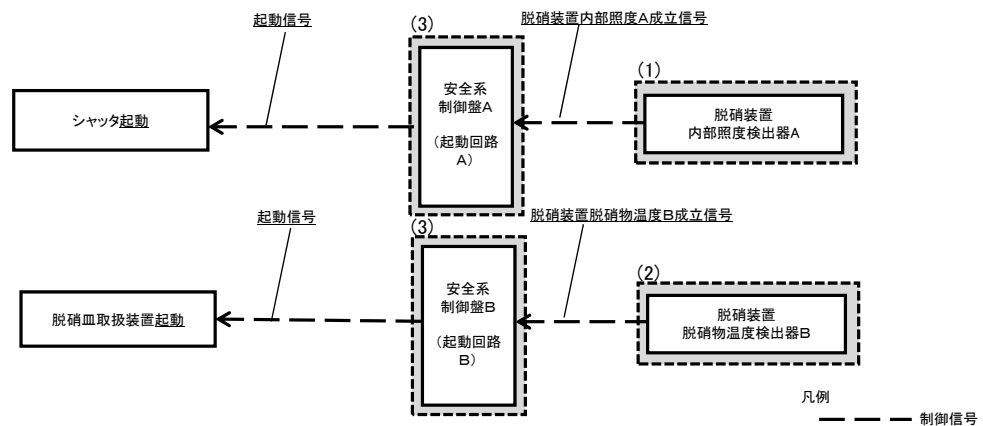 起動信号
(3)
脱硝装置内部照度A成立信号
シャッタ起動
安全系
制御盤A
(起動回路
A)
(1)
脱硝装置
内部照度検出器A
起動信号
(3)
脱硝装置脱硝物温度B成立信号
脱硝皿取扱装置起動
安全系
制御盤B
(起動回路
B)
(2)
脱硝装置
脱硝物温度検出器B
凡例
制御信号